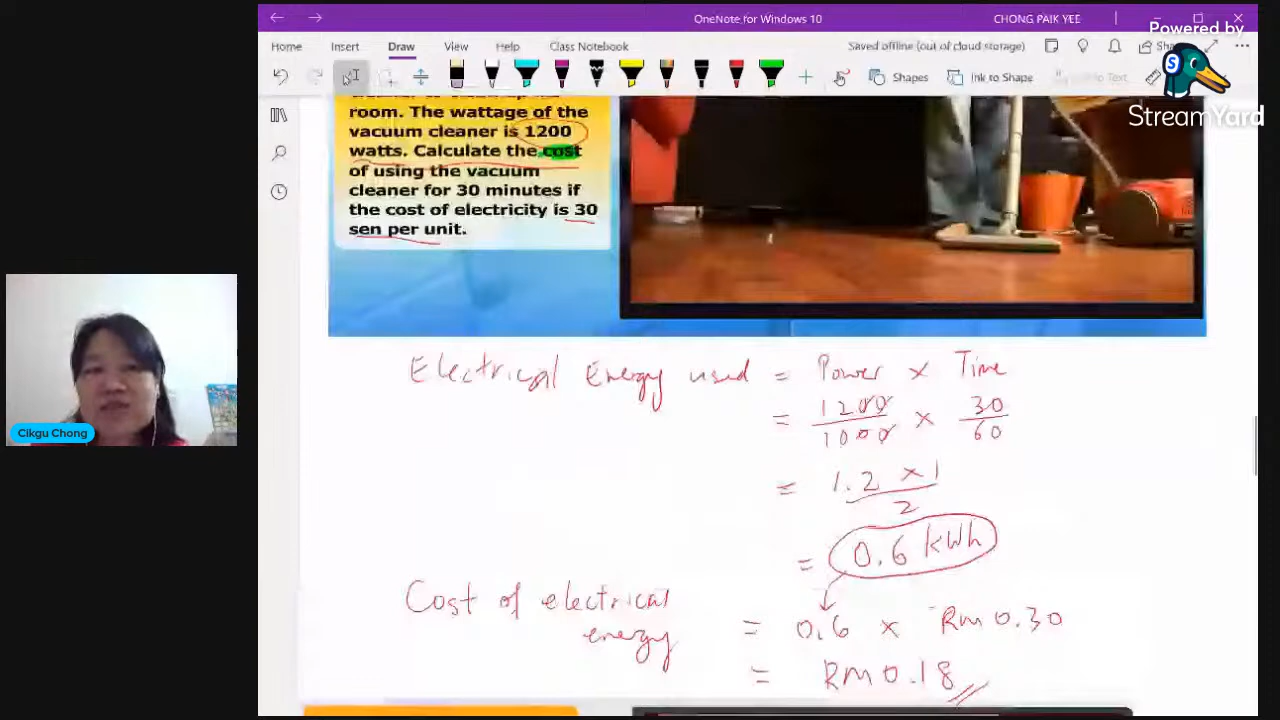 OneNote for Windows 10
CHONG PAIK YEE
Powered by
StreamYard
Home Insert Draw View Help Class Notebook
Saved offline (out of cloud storage)
Shapes
Ink to Shape
Ink to Text
room. The wattage of the
vacuum cleaner is 1200
watts. Calculate the cost
of using the vacuum
cleaner for 30 minutes if
the cost of electricity is 30
sen per unit.
Cikgu Chong
Electrical Energy used = Power × Time
= 1200/1000 × 30/60
= 1.2 × 1/2
= 0.6 kWh
Cost of electrical
energy = 0.6 × RM 0.30
= RM 0.18